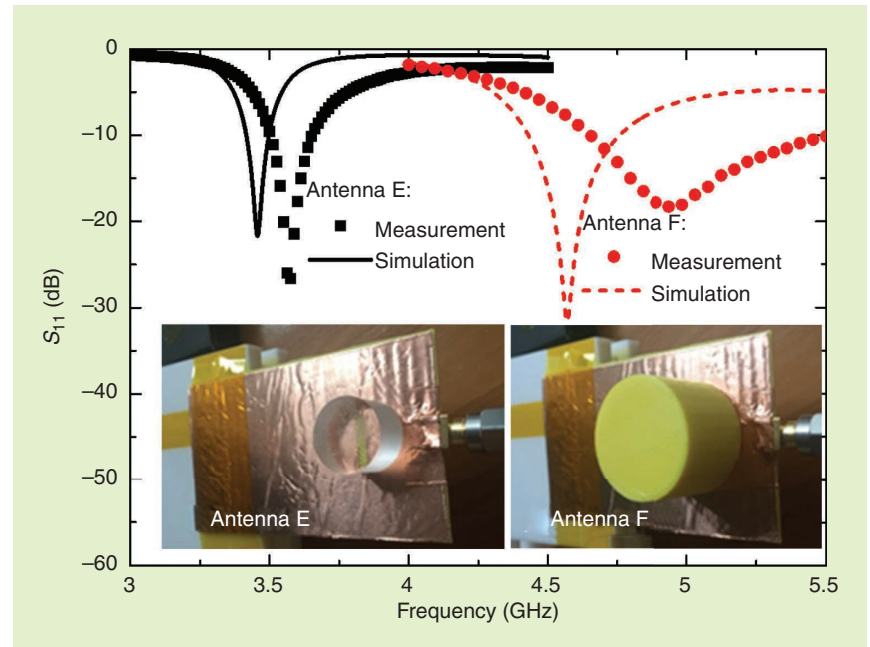 0
−10
−20
−30
−40
−50
−60
S11 (dB)
Antenna E:
Measurement
Simulation
Antenna F:
Measurement
Simulation
Antenna E
Antenna F
3
3.5
4
4.5
5
5.5
Frequency (GHz)